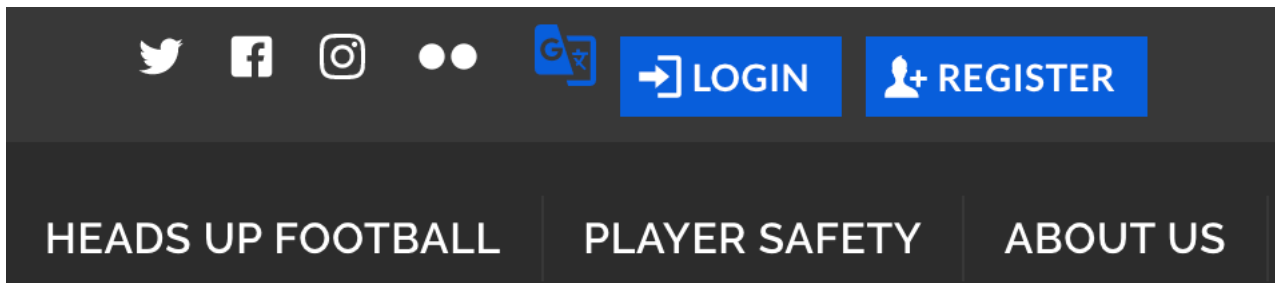 LOGIN
REGISTER
HEADS UP FOOTBALL
PLAYER SAFETY
ABOUT US